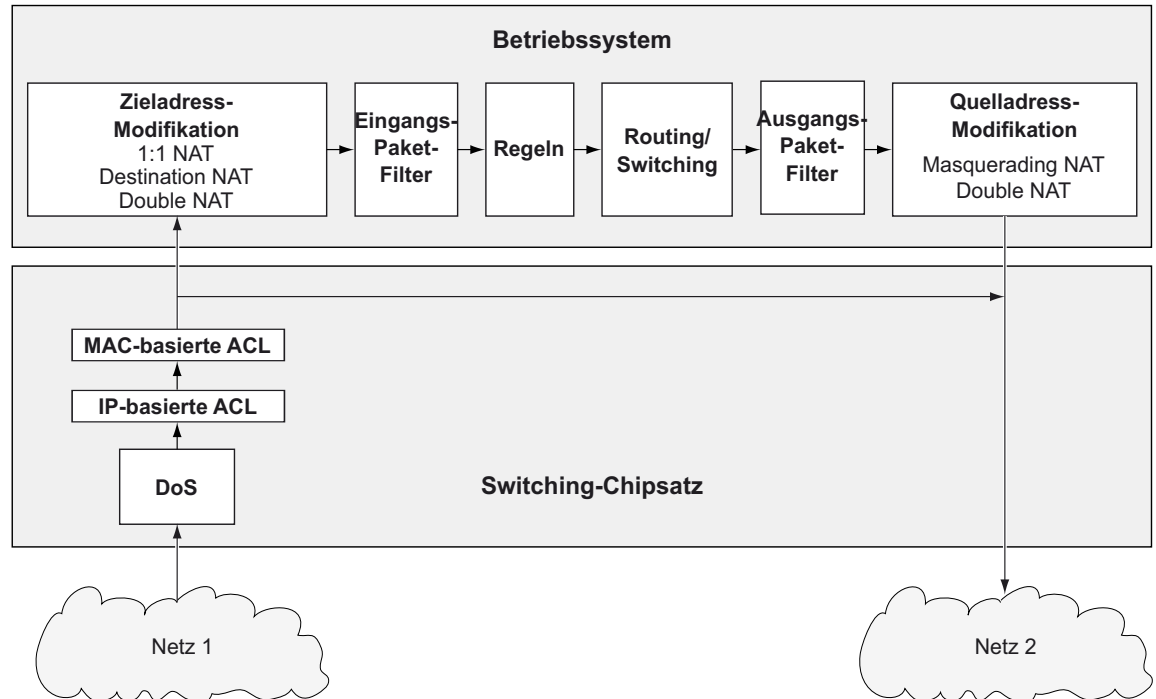 Betriebssystem
Zieladress-
Modifikation
1:1 NAT
Destination NAT
Double NAT
Eingangs-
Paket-
Filter
Regeln
Routing/
Switching
Ausgangs-
Paket-
Filter
Quelladress-
Modifikation
Masquerading NAT
Double NAT
MAC-basierte ACL
IP-basierte ACL
DoS
Switching-Chipsatz
Netz 1
Netz 2